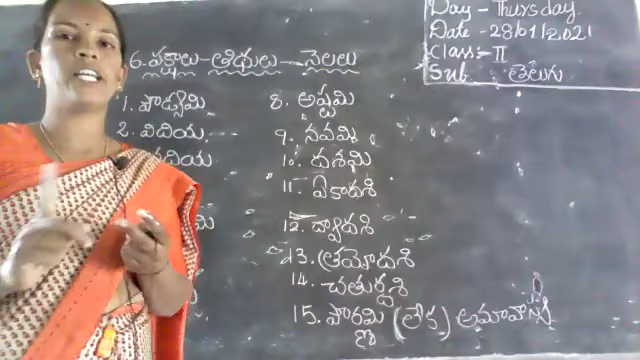 Day - Thursday
Date - 28/01/2021
Class:- II
Sub తెలుగు
6. పక్షాలు - తిథులు - నెలలు
1. పాడ్యమి
2. విదియ
దియ
మి
8. అష్టమి
9. నవమి
10. దశమి
11. ఏకాదశి
12. ద్వాదశి
13. త్రయోదశి
14. చతుర్దశి
15. పౌర్ణమి (లేక) అమావాస్య